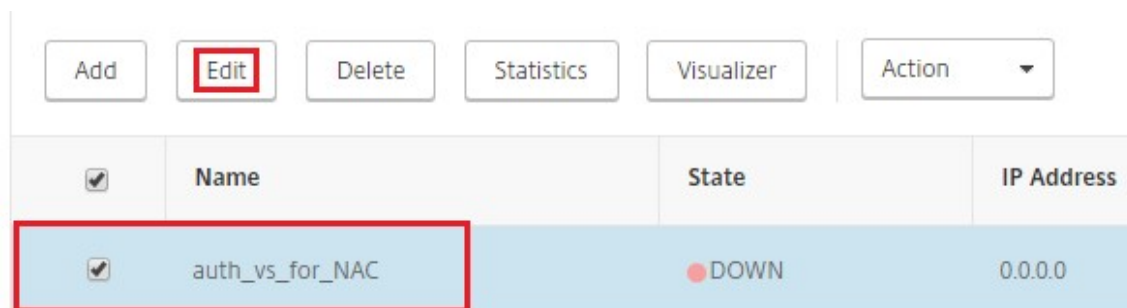 Add Edit Delete Statistics Visualizer Action
Name State IP Address
auth_vs_for_NAC DOWN 0.0.0.0